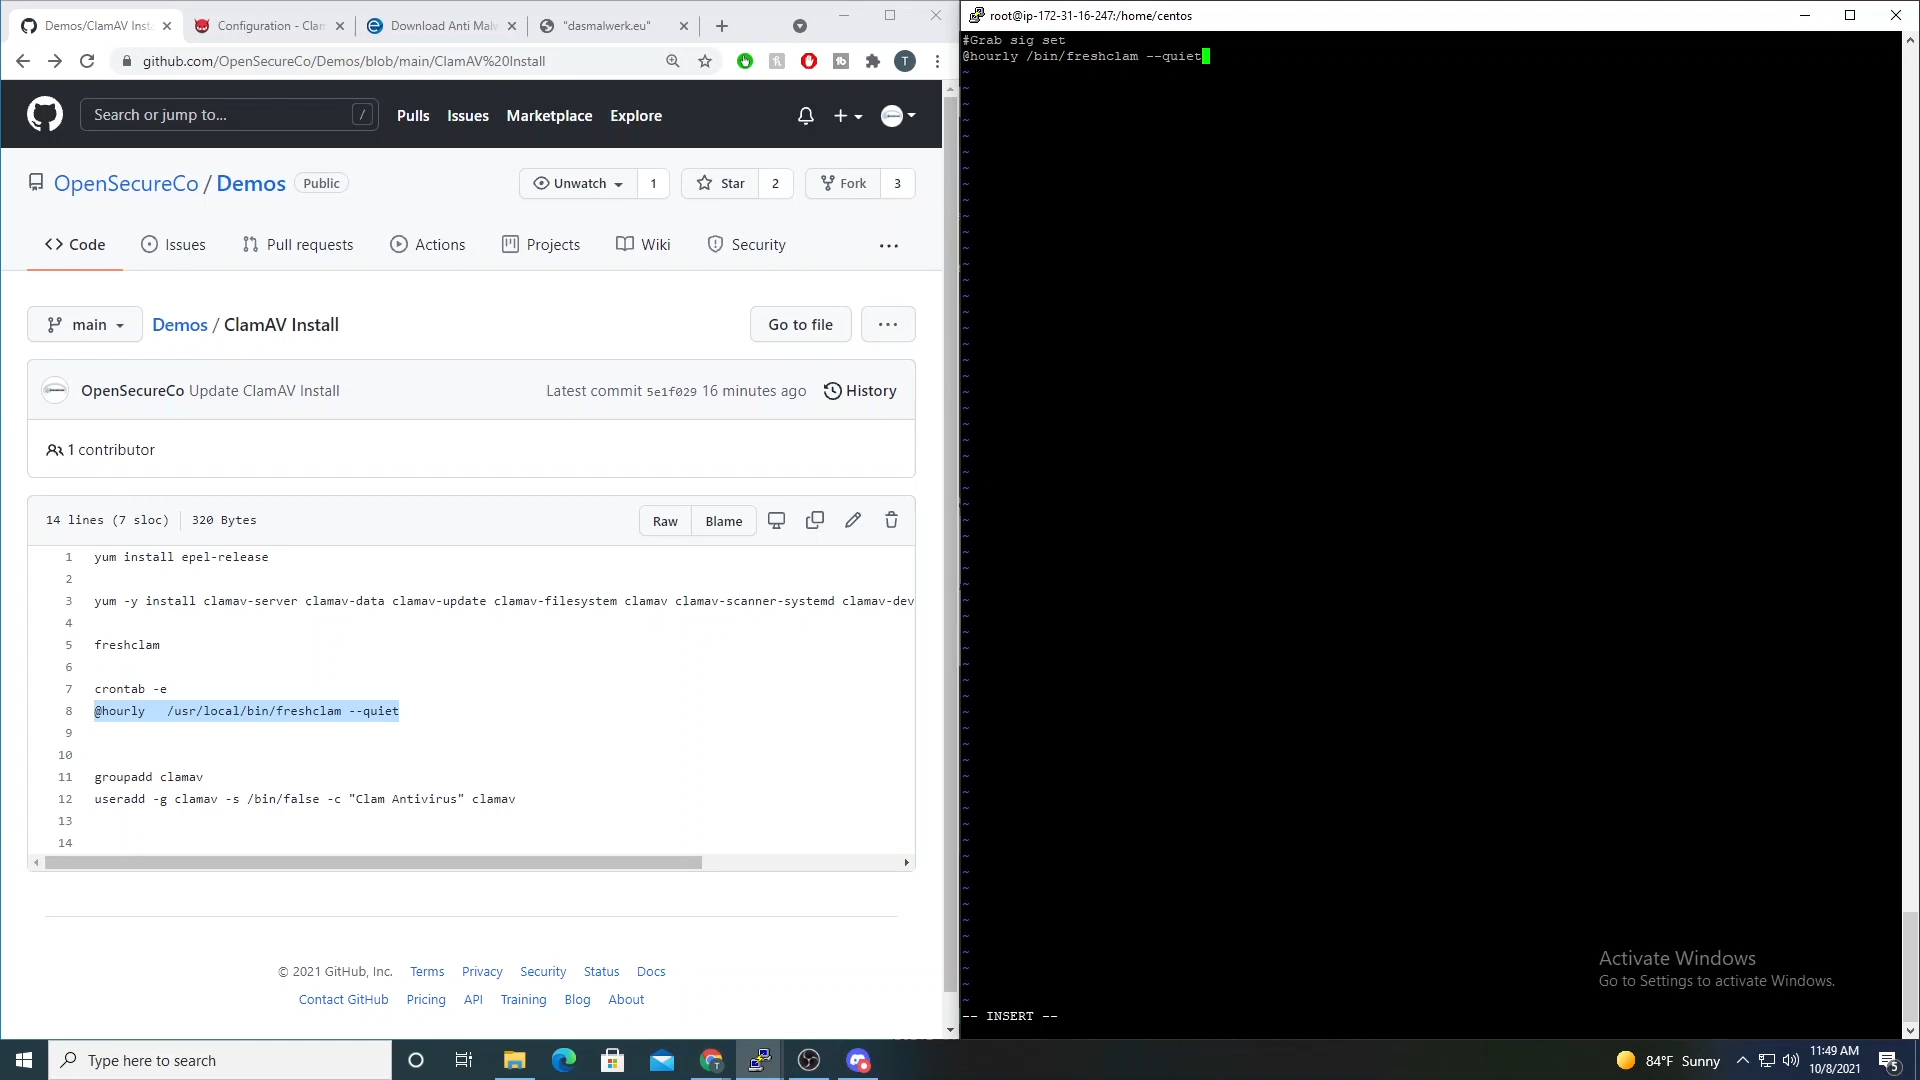 Demos/ClamAV Inst
Configuration - Clam
Download Anti Malw
"dasmalwerk.eu"
root@ip-172-31-16-247:/home/centos
github.com/OpenSecureCo/Demos/blob/main/ClamAV%20Install
T
#Grab sig set
@hourly /bin/freshclam --quiet
Search or jump to...
/
Pulls
Issues
Marketplace
Explore
OpenSecureCo / Demos
Public
Unwatch
1
Star
2
Fork
3
Code
Issues
Pull requests
Actions
Projects
Wiki
Security
main
Demos / ClamAV Install
Go to file
OpenSecureCo Update ClamAV Install
Latest commit 5e1f029 16 minutes ago
History
1 contributor
14 lines (7 sloc)
320 Bytes
Raw
Blame
1 yum install epel-release
2
3 yum -y install clamav-server clamav-data clamav-update clamav-filesystem clamav clamav-scanner-systemd clamav-dev
4
5 freshclam
6
7 crontab -e
8 @hourly /usr/local/bin/freshclam --quiet
9
10
11 groupadd clamav
12 useradd -g clamav -s /bin/false -c "Clam Antivirus" clamav
13
14
© 2021 GitHub, Inc.
Terms
Privacy
Security
Status
Docs
Contact GitHub
Pricing
API
Training
Blog
About
Activate Windows
Go to Settings to activate Windows.
-- INSERT --
Type here to search
84°F Sunny
11:49 AM
10/8/2021
5